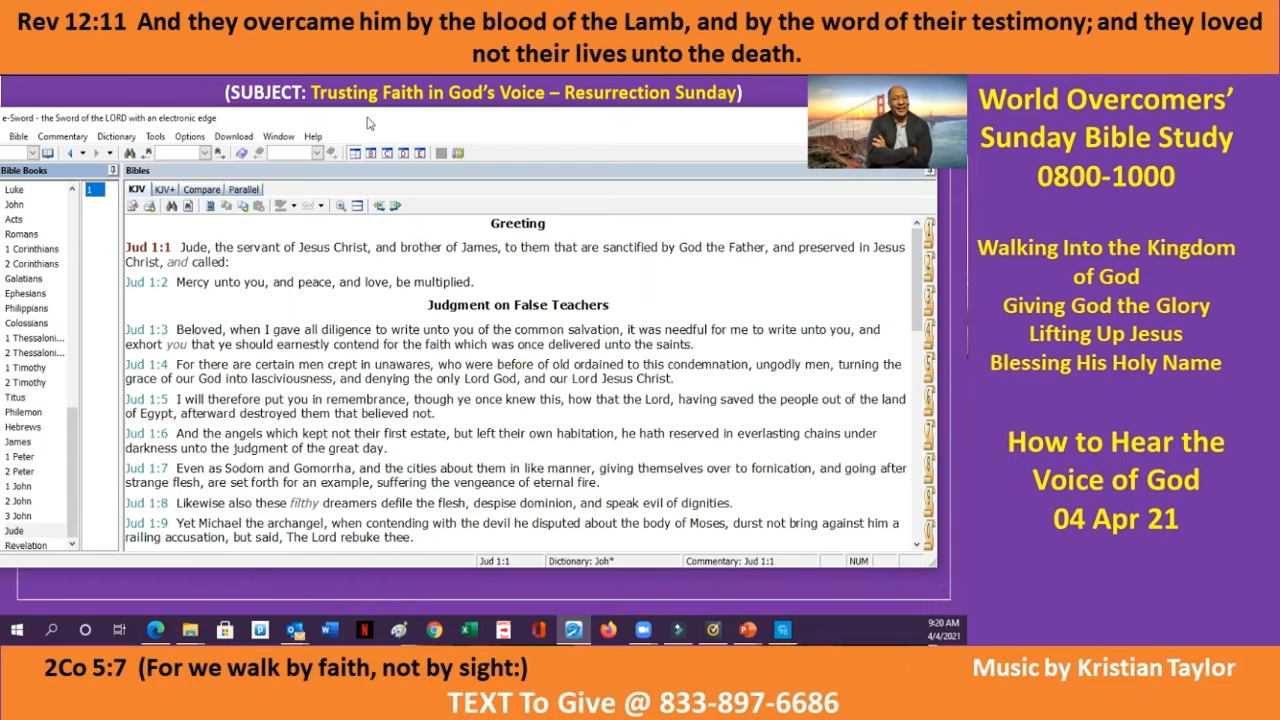 Rev 12:11 And they overcame him by the blood of the Lamb, and by the word of their testimony; and they loved
not their lives unto the death.
(SUBJECT: Trusting Faith in God's Voice – Resurrection Sunday)
e-Sword - the Sword of the LORD with an electronic edge
Bible Commentary Dictionary Tools Options Download Window Help
Bible Books
Luke
John
Acts
Romans
1 Corinthians
2 Corinthians
Galatians
Ephesians
Philippians
Colossians
1 Thessaloni...
2 Thessaloni...
1 Timothy
2 Timothy
Titus
Philemon
Hebrews
James
1 Peter
2 Peter
1 John
2 John
3 John
Jude
Revelation
1
Bibles
KJV KJV+ Compare Parallel
Greeting
Jud 1:1 Jude, the servant of Jesus Christ, and brother of James, to them that are sanctified by God the Father, and preserved in Jesus
Christ, and called:
Jud 1:2 Mercy unto you, and peace, and love, be multiplied.
Judgment on False Teachers
Jud 1:3 Beloved, when I gave all diligence to write unto you of the common salvation, it was needful for me to write unto you, and
exhort you that ye should earnestly contend for the faith which was once delivered unto the saints.
Jud 1:4 For there are certain men crept in unawares, who were before of old ordained to this condemnation, ungodly men, turning the
grace of our God into lasciviousness, and denying the only Lord God, and our Lord Jesus Christ.
Jud 1:5 I will therefore put you in remembrance, though ye once knew this, how that the Lord, having saved the people out of the land
of Egypt, afterward destroyed them that believed not.
Jud 1:6 And the angels which kept not their first estate, but left their own habitation, he hath reserved in everlasting chains under
darkness unto the judgment of the great day.
Jud 1:7 Even as Sodom and Gomorrha, and the cities about them in like manner, giving themselves over to fornication, and going after
strange flesh, are set forth for an example, suffering the vengeance of eternal fire.
Jud 1:8 Likewise also these filthy dreamers defile the flesh, despise dominion, and speak evil of dignities.
Jud 1:9 Yet Michael the archangel, when contending with the devil he disputed about the body of Moses, durst not bring against him a
railing accusation, but said, The Lord rebuke thee.
Jud 1:1 Dictionary: Joh* Commentary: Jud 1:1 NUM
9:20 AM
4/4/2021
World Overcomers'
Sunday Bible Study
0800-1000
Walking Into the Kingdom
of God
Giving God the Glory
Lifting Up Jesus
Blessing His Holy Name
How to Hear the
Voice of God
04 Apr 21
2Co 5:7 (For we walk by faith, not by sight:)
Music by Kristian Taylor
TEXT To Give @ 833-897-6686